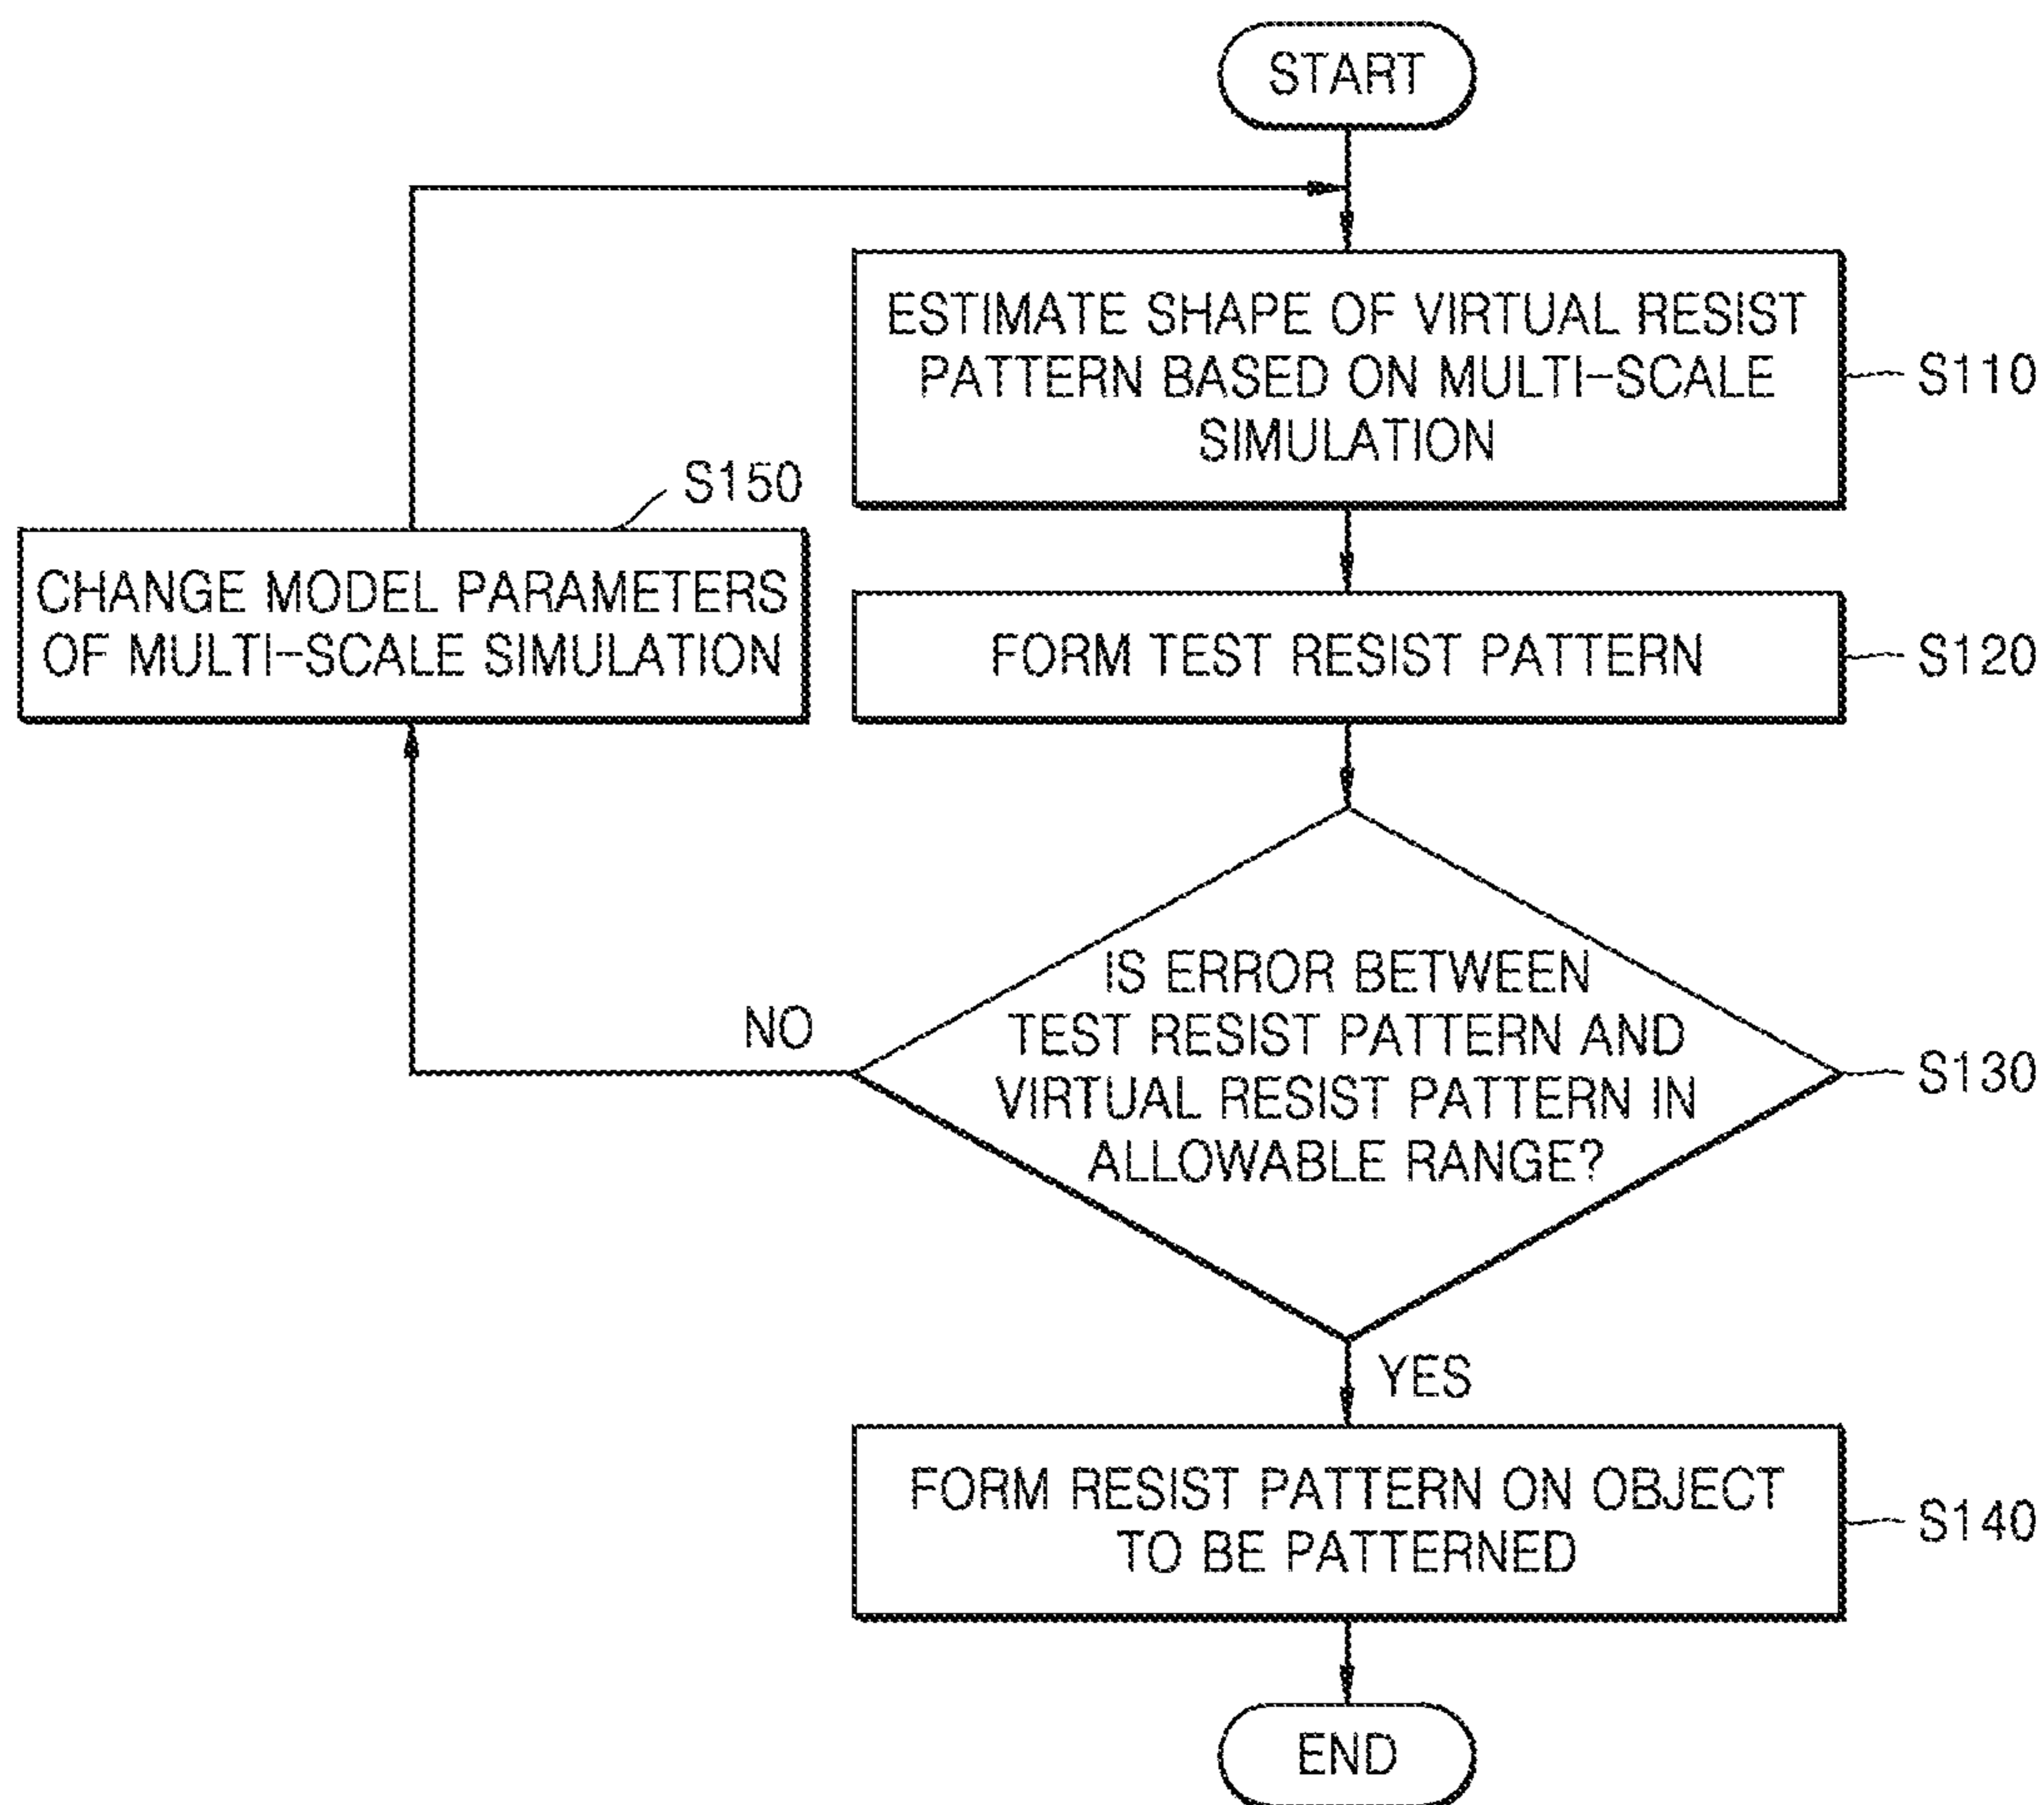 START
ESTIMATE SHAPE OF VIRTUAL RESIST
PATTERN BASED ON MULTI-SCALE
SIMULATION
S110
S150
CHANGE MODEL PARAMETERS
OF MULTI-SCALE SIMULATION
FORM TEST RESIST PATTERN
S120
IS ERROR BETWEEN
TEST RESIST PATTERN AND
VIRTUAL RESIST PATTERN IN
ALLOWABLE RANGE?
NO
S130
YES
FORM RESIST PATTERN ON OBJECT
TO BE PATTERNED
S140
END